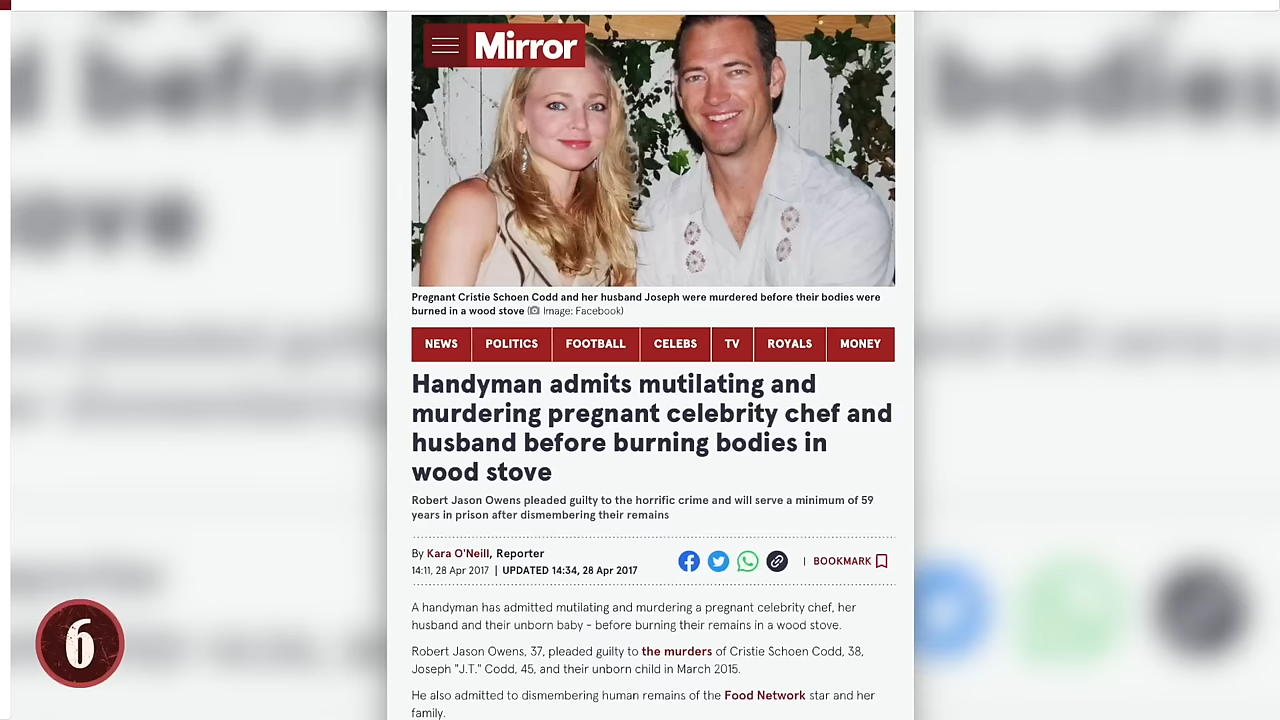 Mirror
Pregnant Cristie Schoen Codd and her husband Joseph were murdered before their bodies were
burned in a wood stove (Image: Facebook)
NEWS POLITICS FOOTBALL CELEBS TV ROYALS MONEY
Handyman admits mutilating and
murdering pregnant celebrity chef and
husband before burning bodies in
wood stove
Robert Jason Owens pleaded guilty to the horrific crime and will serve a minimum of 59
years in prison after dismembering their remains
By Kara O'Neill, Reporter
14:11, 28 Apr 2017 | UPDATED 14:34, 28 Apr 2017
| BOOKMARK
A handyman has admitted mutilating and murdering a pregnant celebrity chef, her
husband and their unborn baby - before burning their remains in a wood stove.
Robert Jason Owens, 37, pleaded guilty to the murders of Cristie Schoen Codd, 38,
Joseph "J.T." Codd, 45, and their unborn child in March 2015.
He also admitted to dismembering human remains of the Food Network star and her
family.
6